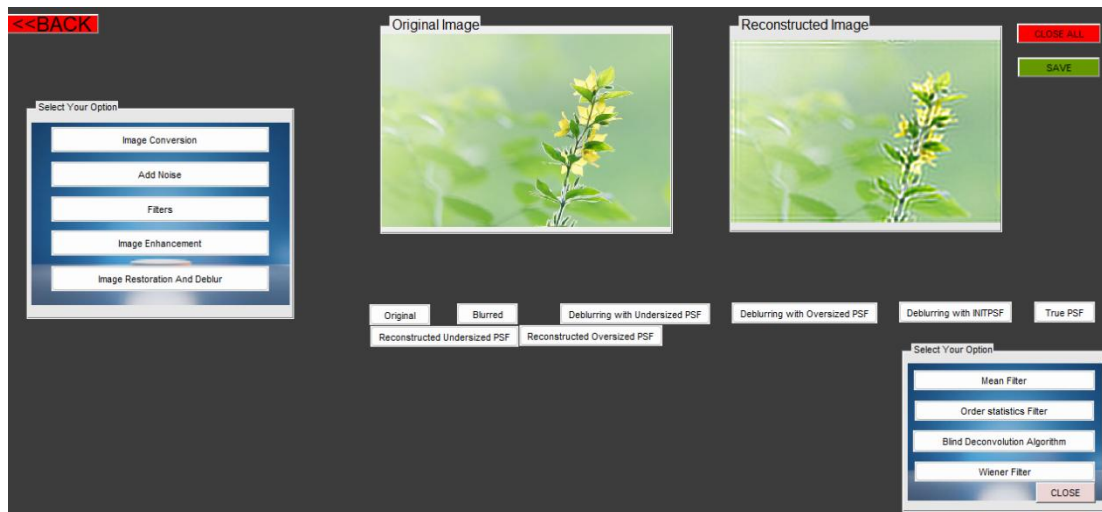 <<BACK
Original Image
Reconstructed Image
CLOSE ALL
SAVE
Select Your Option
Image Conversion
Add Noise
Filters
Image Enhancement
Image Restoration And Deblur
Original
Blurred
Deblurring with Undersized PSF
Deblurring with Oversized PSF
Deblurring with INITPSF
True PSF
Reconstructed Undersized PSF
Reconstructed Oversized PSF
Select Your Option
Mean Filter
Order statistics Filter
Blind Deconvolution Algorithm
Wiener Filter
CLOSE